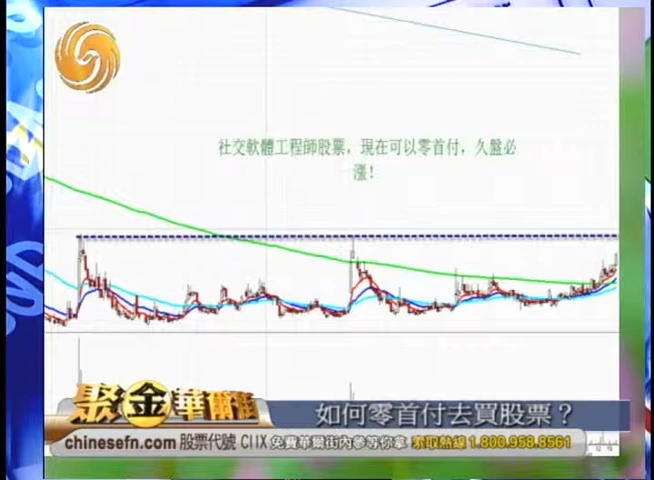 社交軟體工程師股票，現在可以零首付，久盤必
漲！
聚金華爾街
如何零首付去買股票？
chinesefn.com 股票代號 CIIX 免費華爾街內參等你拿 索取熱線 1.800.958.8561